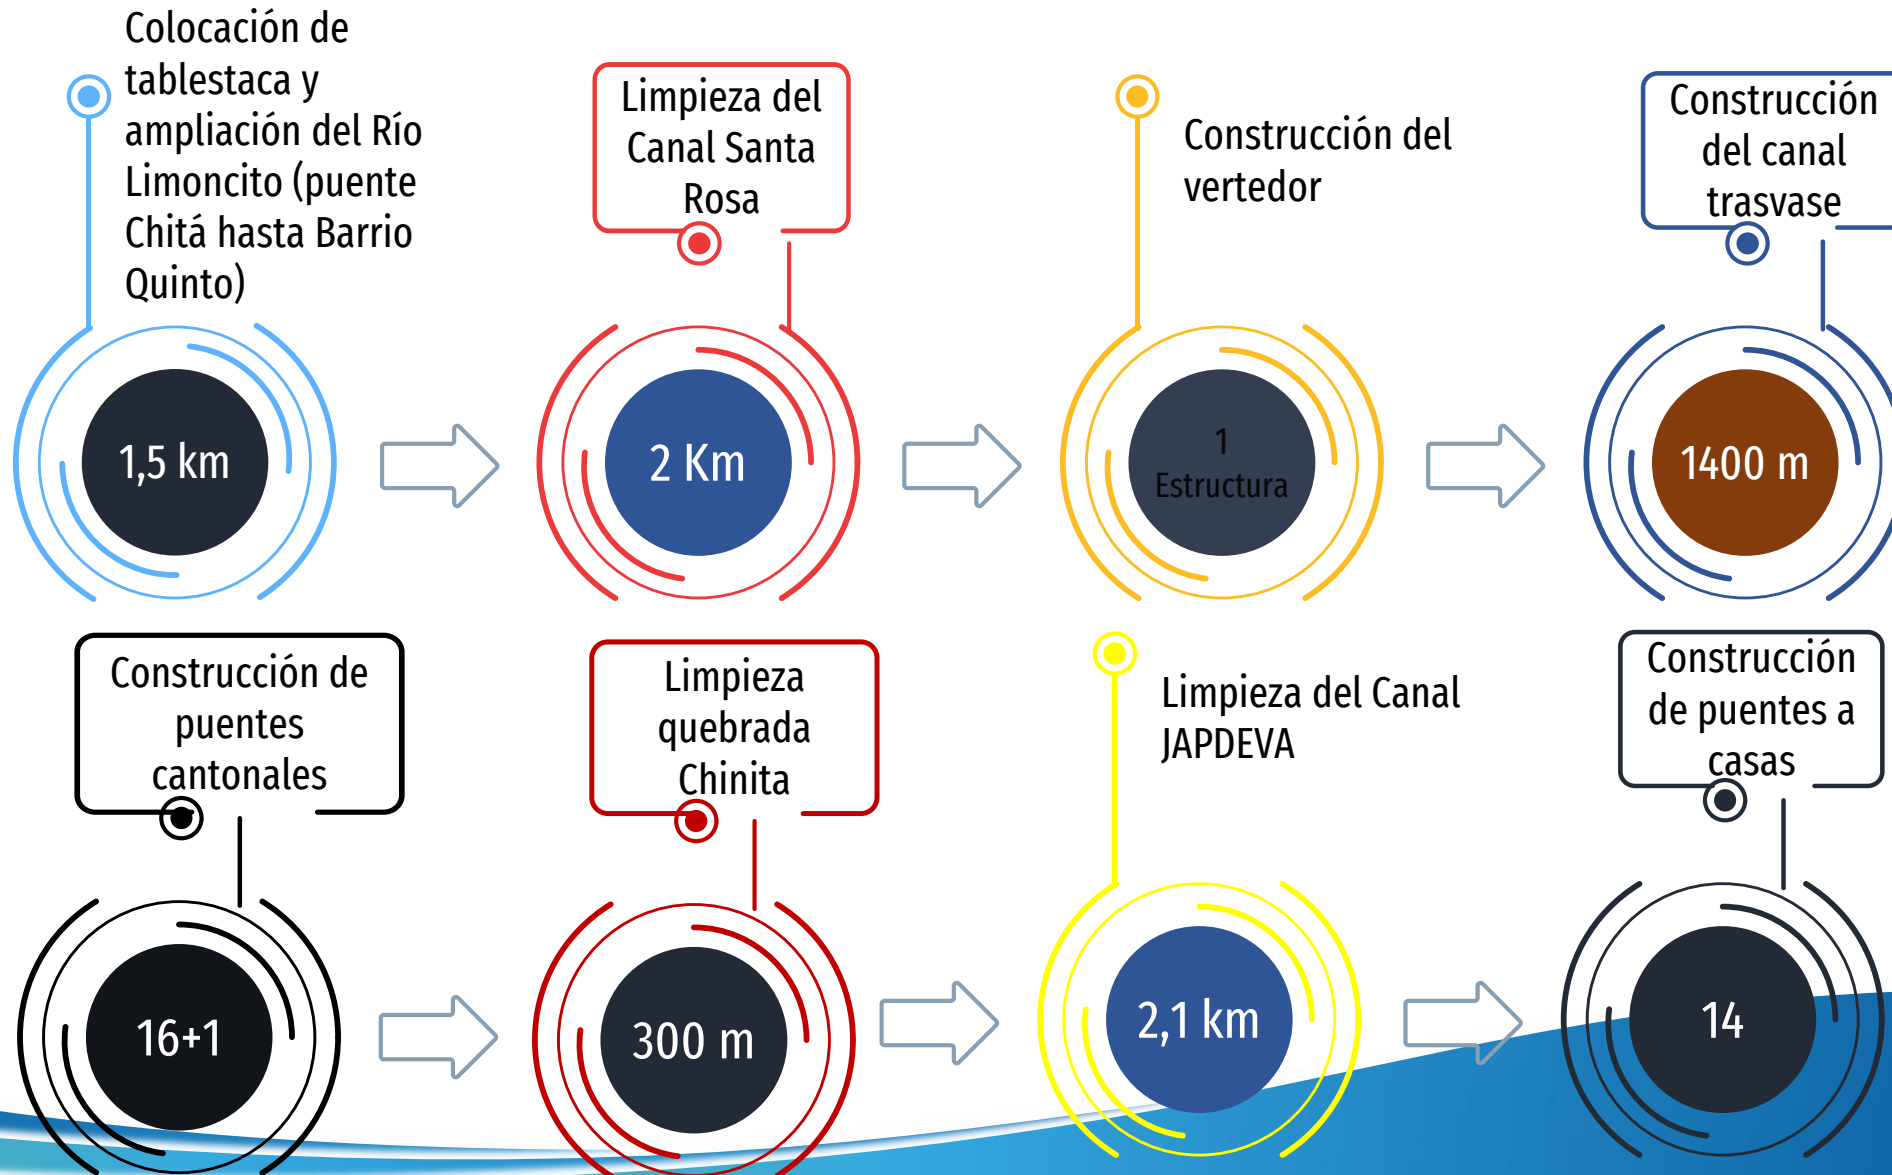 Colocación de
tablestaca y
ampliación del Río
Limoncito (puente
Chitá hasta Barrio
Quinto)
1,5 km
Limpieza del
Canal Santa
Rosa
2 Km
Construcción del
vertedor
1
Estructura
Construcción
del canal
trasvase
1400 m
Construcción de
puentes
cantonales
16+1
Limpieza
quebrada
Chinita
300 m
Limpieza del Canal
JAPDEVA
2,1 km
Construcción
de puentes a
casas
14